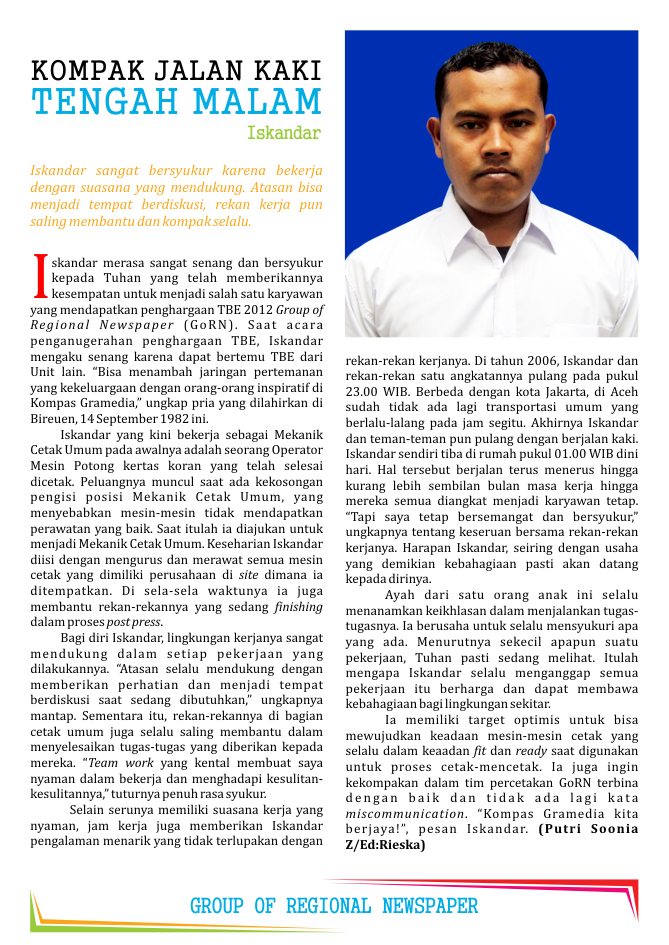 KOMPAK JALAN KAKI
TENGAH MALAM
Iskandar
Iskandar sangat bersyukur karena bekerja
dengan suasana yang mendukung. Atasan bisa
menjadi tempat berdiskusi, rekan kerja pun
saling membantu dan kompak selalu.
Iskandar merasa sangat senang dan bersyukur
kepada Tuhan yang telah memberikannya
kesempatan untuk menjadi salah satu karyawan
yang mendapatkan penghargaan TBE 2012 Group of
Regional Newspaper (GoRN). Saat acara
penganugerahan penghargaan TBE, Iskandar
mengaku senang karena dapat bertemu TBE dari
Unit lain. “Bisa menambah jaringan pertemanan
yang kekeluargaan dengan orang-orang inspiratif di
Kompas Gramedia,” ungkap pria yang dilahirkan di
Bireuen, 14 September 1982 ini.
Iskandar yang kini bekerja sebagai Mekanik
Cetak Umum pada awalnya adalah seorang Operator
Mesin Potong kertas koran yang telah selesai
dicetak. Peluangnya muncul saat ada kekosongan
pengisi posisi Mekanik Cetak Umum, yang
menyebabkan mesin-mesin tidak mendapatkan
perawatan yang baik. Saat itulah ia diajukan untuk
menjadi Mekanik Cetak Umum. Keseharian Iskandar
diisi dengan mengurus dan merawat semua mesin
cetak yang dimiliki perusahaan di site dimana ia
ditempatkan. Di sela-sela waktunya ia juga
membantu rekan-rekannya yang sedang finishing
dalam proses post press.
Bagi diri Iskandar, lingkungan kerjanya sangat
mendukung dalam setiap pekerjaan yang
dilakukannya. “Atasan selalu mendukung dengan
memberikan perhatian dan menjadi tempat
berdiskusi saat sedang dibutuhkan,” ungkapnya
mantap. Sementara itu, rekan-rekannya di bagian
cetak umum juga selalu saling membantu dalam
menyelesaikan tugas-tugas yang diberikan kepada
mereka. “Team work yang kental membuat saya
nyaman dalam bekerja dan menghadapi kesulitan-
kesulitannya,” tuturnya penuh rasa syukur.
Selain serunya memiliki suasana kerja yang
nyaman, jam kerja juga memberikan Iskandar
pengalaman menarik yang tidak terlupakan dengan
rekan-rekan kerjanya. Di tahun 2006, Iskandar dan
rekan-rekan satu angkatannya pulang pada pukul
23.00 WIB. Berbeda dengan kota Jakarta, di Aceh
sudah tidak ada lagi transportasi umum yang
berlalu-lalang pada jam segitu. Akhirnya Iskandar
dan teman-teman pun pulang dengan berjalan kaki.
Iskandar sendiri tiba di rumah pukul 01.00 WIB dini
hari. Hal tersebut berjalan terus menerus hingga
kurang lebih sembilan bulan masa kerja hingga
mereka semua diangkat menjadi karyawan tetap.
“Tapi saya tetap bersemangat dan bersyukur,”
ungkapnya tentang keseruan bersama rekan-rekan
kerjanya. Harapan Iskandar, seiring dengan usaha
yang demikian kebahagiaan pasti akan datang
kepada dirinya.
Ayah dari satu orang anak ini selalu
menanamkan keikhlasan dalam menjalankan tugas-
tugasnya. Ia berusaha untuk selalu mensyukuri apa
yang ada. Menurutnya sekecil apapun suatu
pekerjaan, Tuhan pasti sedang melihat. Itulah
mengapa Iskandar selalu menganggap semua
pekerjaan itu berharga dan dapat membawa
kebahagiaan bagi lingkungan sekitar.
Ia memiliki target optimis untuk bisa
mewujudkan keadaan mesin-mesin cetak yang
selalu dalam keadaan fit dan ready saat digunakan
untuk proses cetak-mencetak. Ia juga ingin
kekompakan dalam tim percetakan GoRN terbina
dengan baik dan tidak ada lagi kata
miscommunication. “Kompas Gramedia kita
berjaya!”, pesan Iskandar. (Putri Soonia
Z/Ed:Rieska)
GROUP OF REGIONAL NEWSPAPER